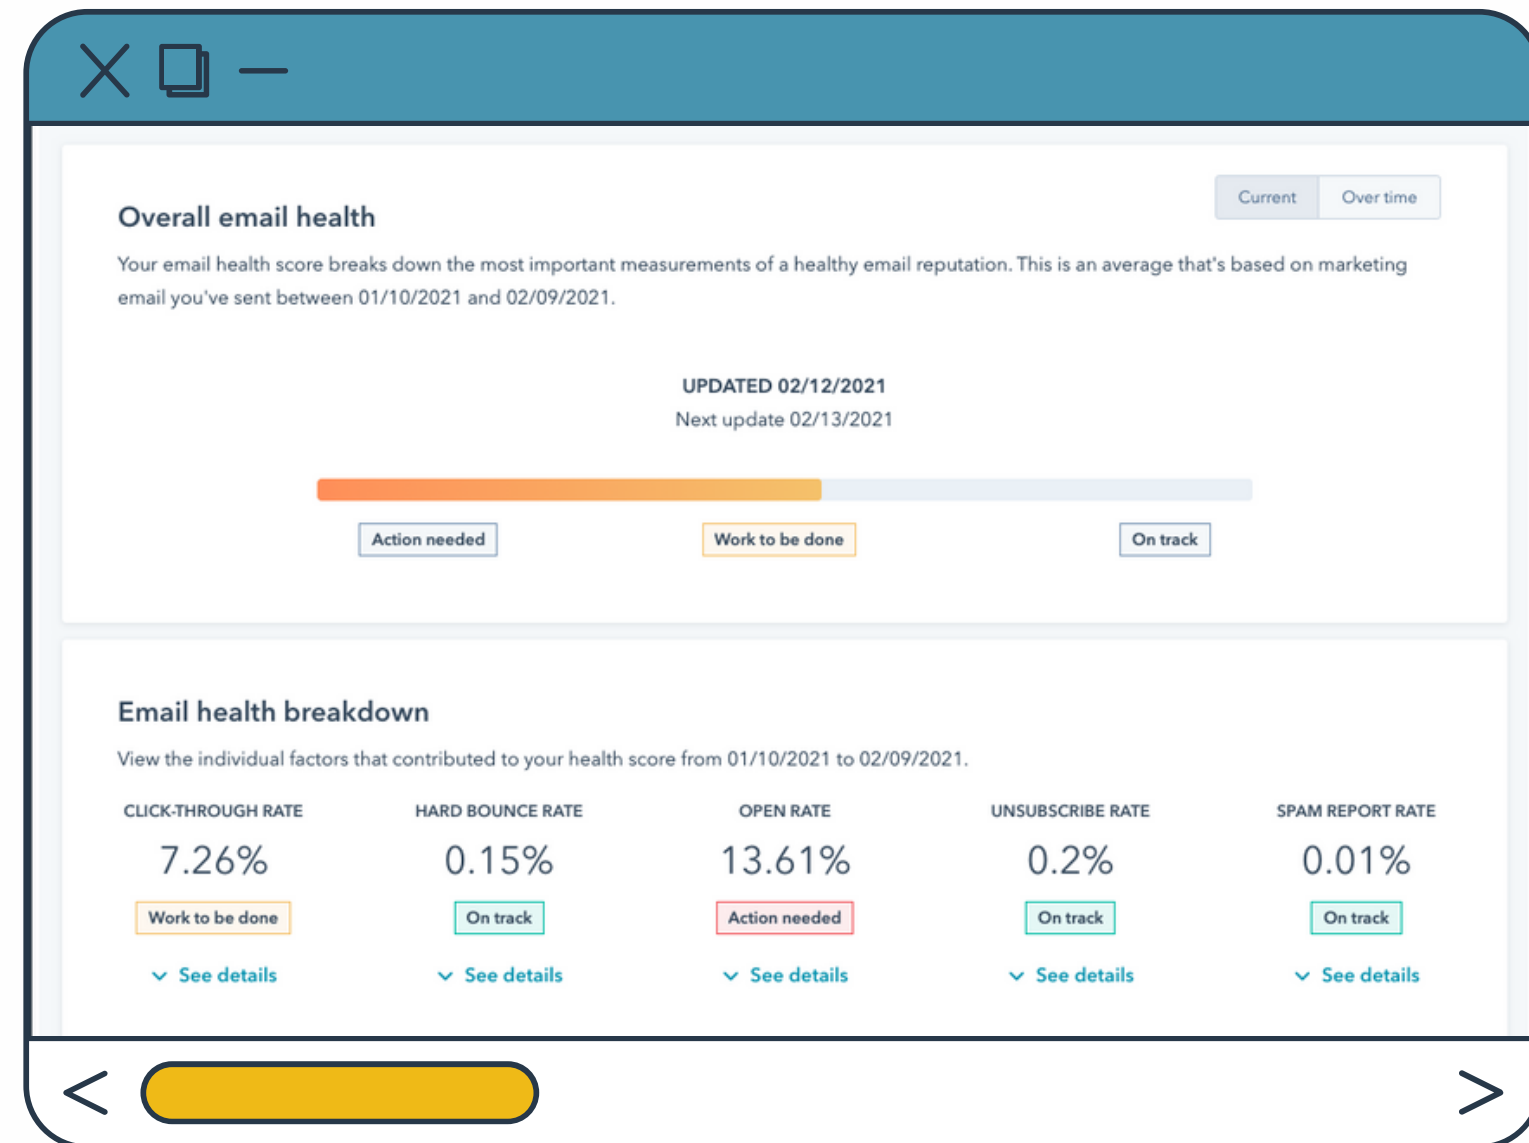 Overall email health
Current
Over time
Your email health score breaks down the most important measurements of a healthy email reputation. This is an average that's based on marketing
email you've sent between 01/10/2021 and 02/09/2021.
UPDATED 02/12/2021
Next update 02/13/2021
Action needed
Work to be done
On track
Email health breakdown
View the individual factors that contributed to your health score from 01/10/2021 to 02/09/2021.
CLICK-THROUGH RATE
7.26%
Work to be done
See details
HARD BOUNCE RATE
0.15%
On track
See details
OPEN RATE
13.61%
Action needed
See details
UNSUBSCRIBE RATE
0.2%
On track
See details
SPAM REPORT RATE
0.01%
On track
See details